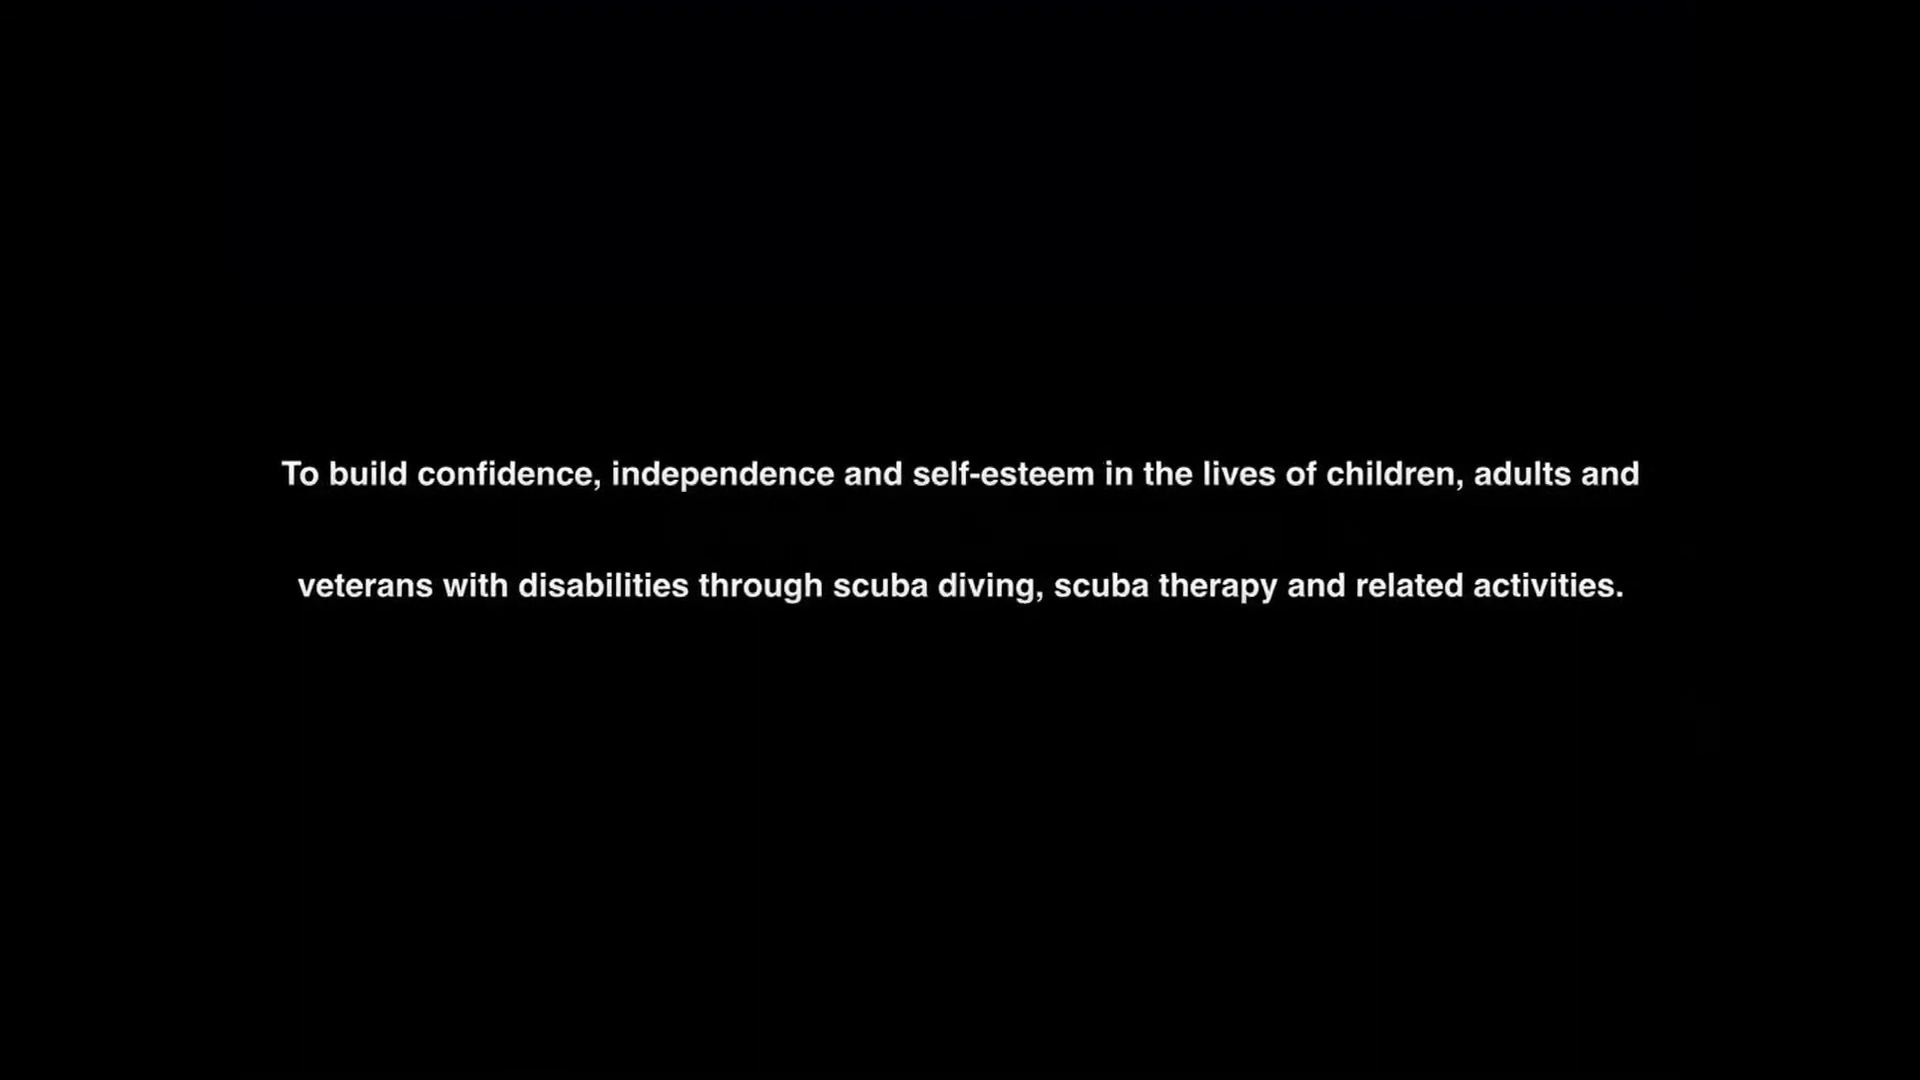 To build confidence, independence and self-esteem in the lives of children, adults and
veterans with disabilities through scuba diving, scuba therapy and related activities.